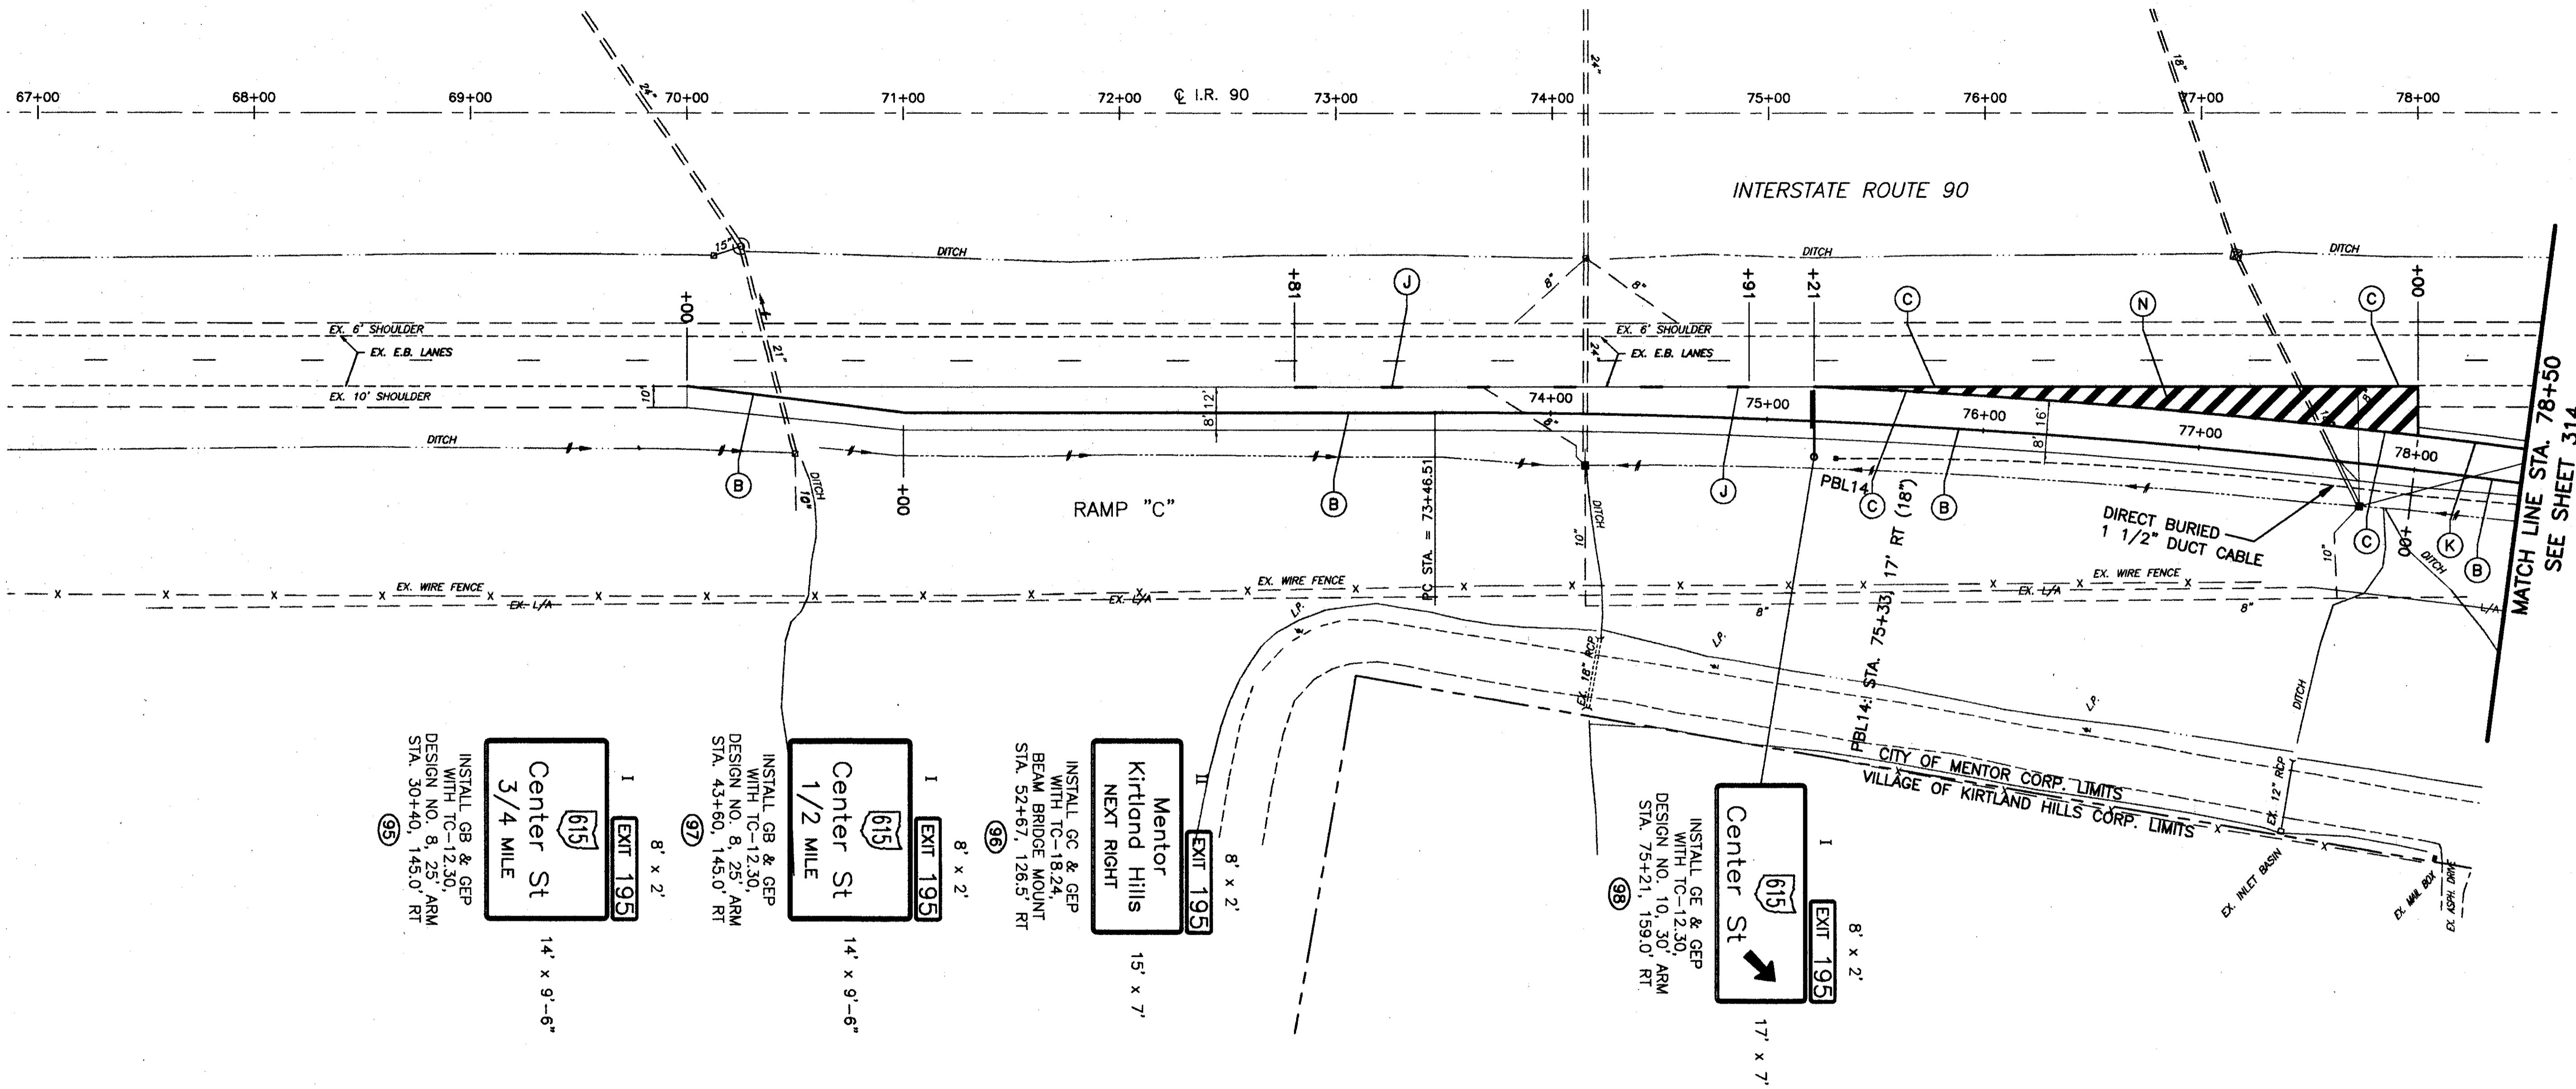 67+00 68+00 69+00 70+00 71+00 72+00 ℄ I.R. 90 73+00 74+00 75+00 76+00 77+00 78+00
24"
24"
18"
INTERSTATE ROUTE 90
15"
DITCH
DITCH
DITCH
+00
+81
J
8"
8"
+91
+21
C
N
C
+00
EX. 6' SHOULDER
EX. E.B. LANES
21"
EX. 6' SHOULDER
24"
EX. E.B. LANES
EX. 10' SHOULDER
10'
12'
8'
74+00
75+00
76+00
77+00
78+00
16'
8'
8"
DITCH
B
10"
DITCH
+00
RAMP "C"
B
PC STA. = 73+46.51
10"
DITCH
J
PBL14
C
B
DIRECT BURIED
1 1/2" DUCT CABLE
10"
C
+00
DITCH
K
B
MATCH LINE STA. 78+50
SEE SHEET 314
EX. WIRE FENCE
EX. L/A
EX. WIRE FENCE
EX. L/A
EX. WIRE FENCE
EX. L/A
L/A
8"
8"
L.P.
L.P.
L.P.
EX. 18" RCP
PBL14: STA. 75+33, 17' RT (18")
DITCH
EX. 12" RCP
CITY OF MENTOR CORP. LIMITS
VILLAGE OF KIRTLAND HILLS CORP. LIMITS
EX. INLET BASIN
EX. MAIL BOX
EX. ASPH. DRIVE
I
8' x 2'
EXIT 195
615
Center St
3/4 MILE
14' x 9'-6"
INSTALL GB & GEP
WITH TC-12.30,
DESIGN NO. 8, 25' ARM
STA. 30+40, 145.0' RT
95
I
8' x 2'
EXIT 195
615
Center St
1/2 MILE
14' x 9'-6"
INSTALL GB & GEP
WITH TC-12.30,
DESIGN NO. 8, 25' ARM
STA. 43+60, 145.0' RT
97
II
8' x 2'
EXIT 195
Mentor
Kirtland Hills
NEXT RIGHT
15' x 7'
INSTALL GC & GEP
WITH TC-18.24,
BEAM BRIDGE MOUNT
STA. 52+67, 126.5' RT
96
I
8' x 2'
EXIT 195
615
Center St
17' x 7'
INSTALL GE & GEP
WITH TC-12.30,
DESIGN NO. 10, 30' ARM
STA. 75+21, 159.0' RT
98